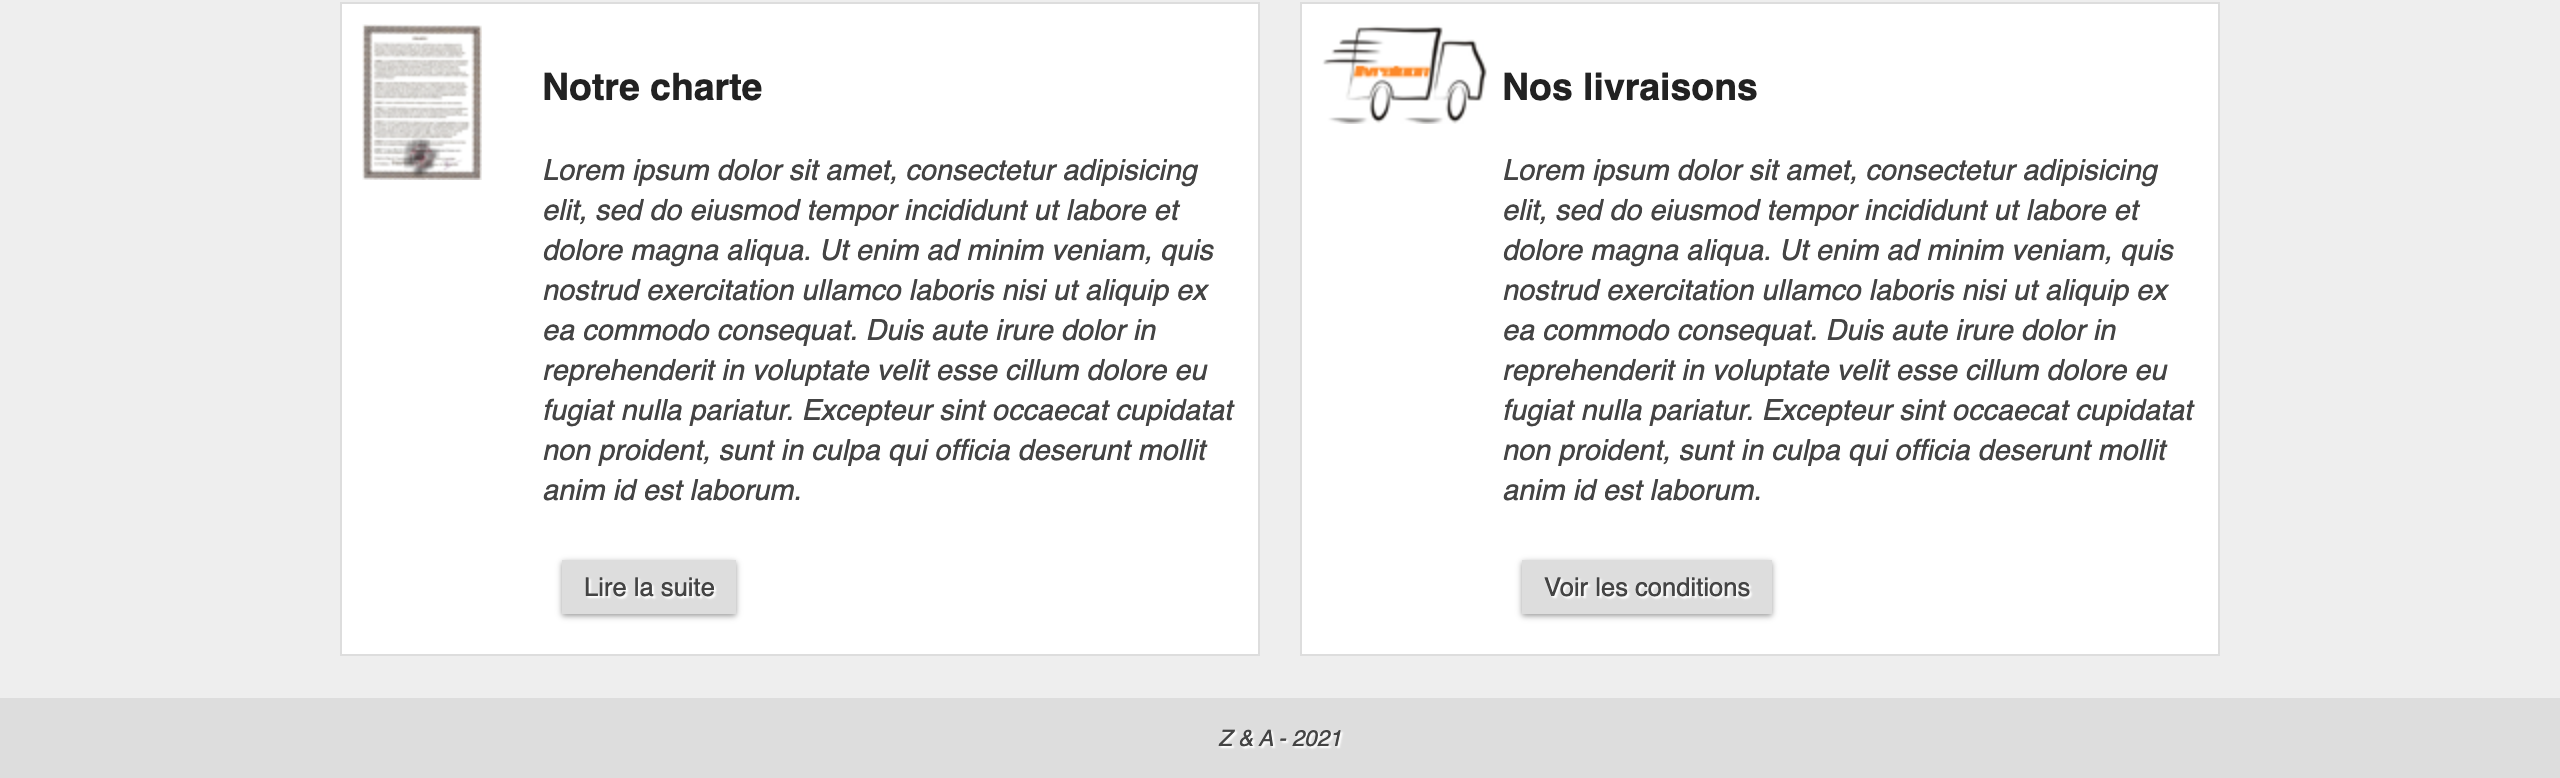 Notre charte
Lorem ipsum dolor sit amet, consectetur adipisicing
elit, sed do eiusmod tempor incididunt ut labore et
dolore magna aliqua. Ut enim ad minim veniam, quis
nostrud exercitation ullamco laboris nisi ut aliquip ex
ea commodo consequat. Duis aute irure dolor in
reprehenderit in voluptate velit esse cillum dolore eu
fugiat nulla pariatur. Excepteur sint occaecat cupidatat
non proident, sunt in culpa qui officia deserunt mollit
anim id est laborum.
Lire la suite
livraison
Nos livraisons
Lorem ipsum dolor sit amet, consectetur adipisicing
elit, sed do eiusmod tempor incididunt ut labore et
dolore magna aliqua. Ut enim ad minim veniam, quis
nostrud exercitation ullamco laboris nisi ut aliquip ex
ea commodo consequat. Duis aute irure dolor in
reprehenderit in voluptate velit esse cillum dolore eu
fugiat nulla pariatur. Excepteur sint occaecat cupidatat
non proident, sunt in culpa qui officia deserunt mollit
anim id est laborum.
Voir les conditions
Z & A - 2021